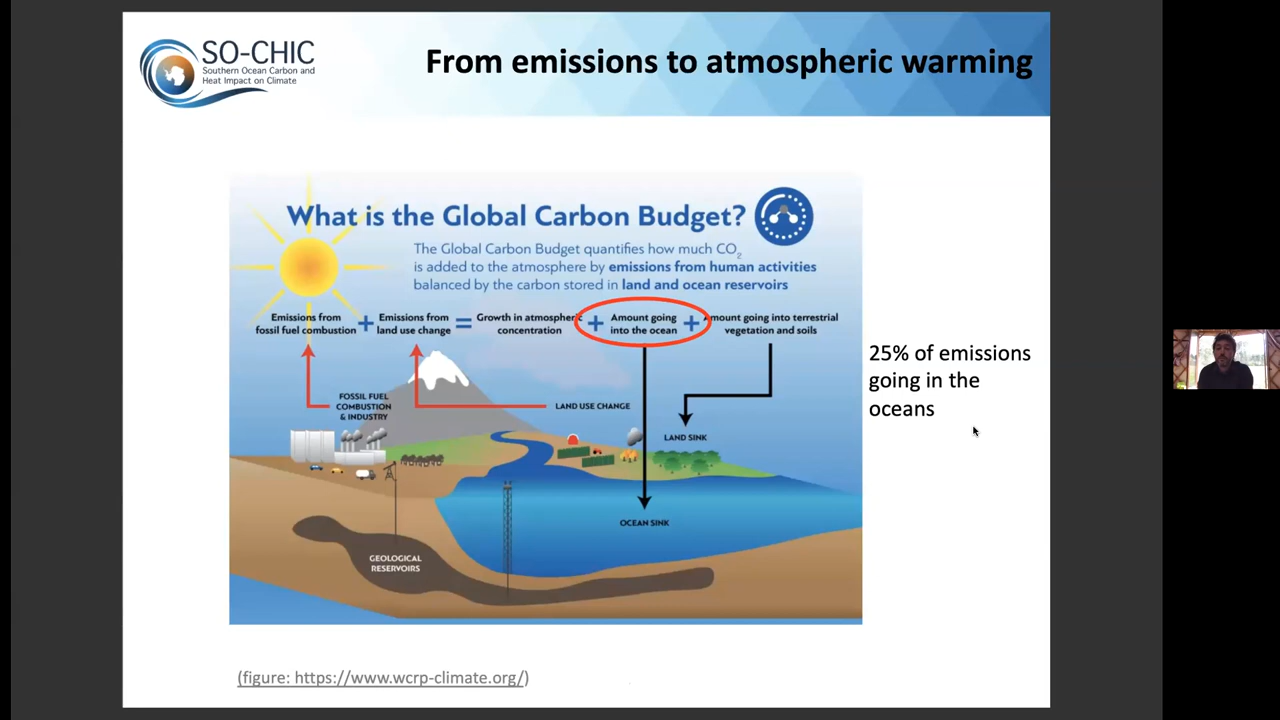 SO-CHIC
Southern Ocean Carbon and
Heat Impact on Climate
From emissions to atmospheric warming
What is the Global Carbon Budget?
The Global Carbon Budget quantifies how much CO₂
is added to the atmosphere by emissions from human activities
balanced by the carbon stored in land and ocean reservoirs
Emissions from
fossil fuel combustion
+
Emissions from
land use change
=
Growth in atmospheric
concentration
+
Amount going
into the ocean
+
Amount going into terrestrial
vegetation and soils
25% of emissions
going in the
oceans
FOSSIL FUEL
COMBUSTION
& INDUSTRY
LAND USE CHANGE
LAND SINK
OCEAN SINK
GEOLOGICAL
RESERVOIRS
(figure: https://www.wcrp-climate.org/)